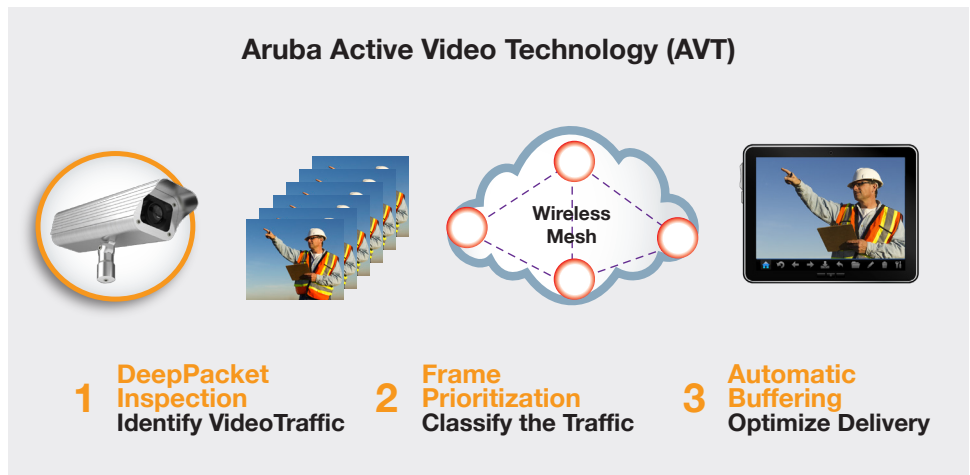 Aruba Active Video Technology (AVT)
Wireless
Mesh
1
DeepPacket
Inspection
Identify VideoTraffic
2
Frame
Prioritization
Classify the Traffic
3
Automatic
Buffering
Optimize Delivery